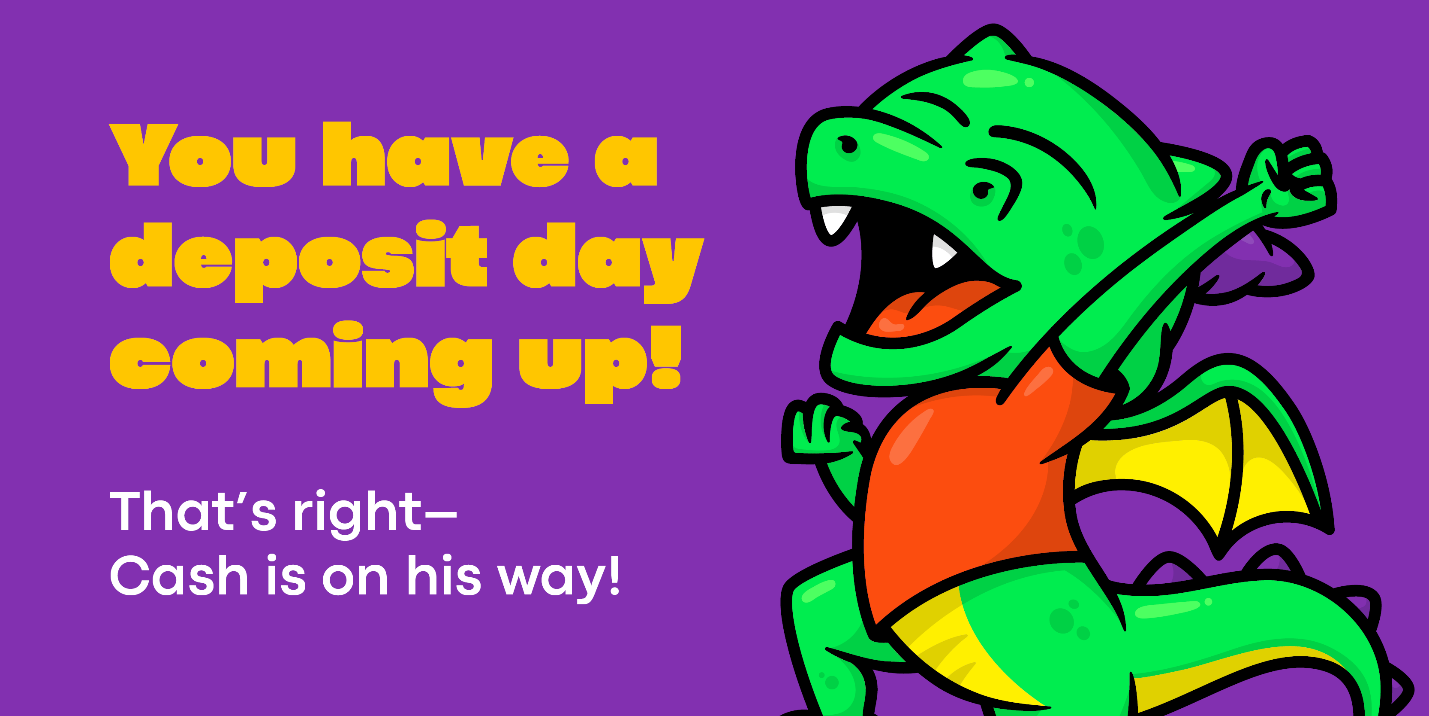 You have a
deposit day
coming up!
That’s right—
Cash is on his way!